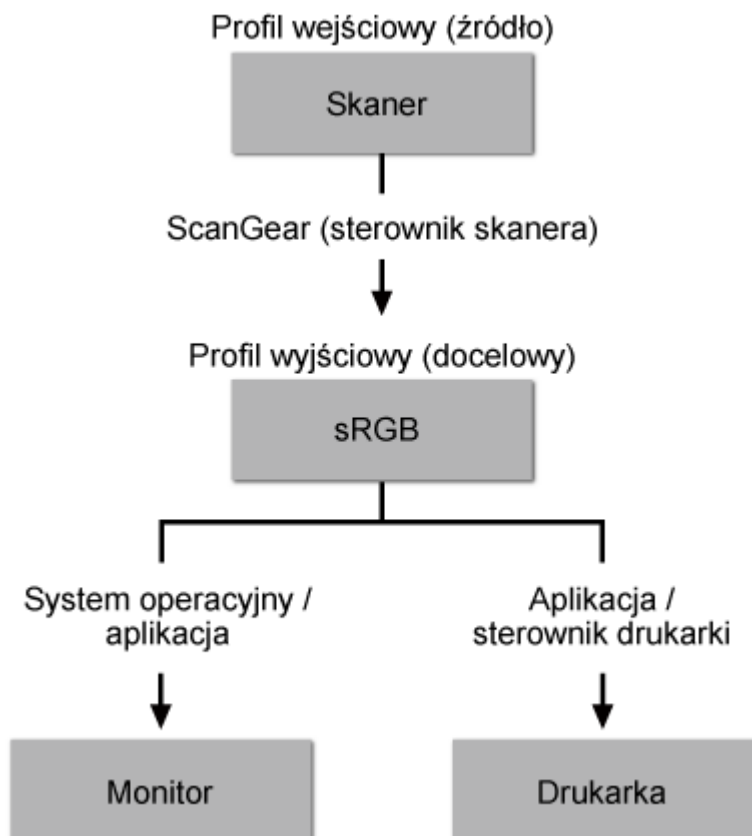 Profil wejściowy (źródło)
Skaner
ScanGear (sterownik skanera)
Profil wyjściowy (docelowy)
sRGB
System operacyjny /
aplikacja
Aplikacja /
sterownik drukarki
Monitor
Drukarka